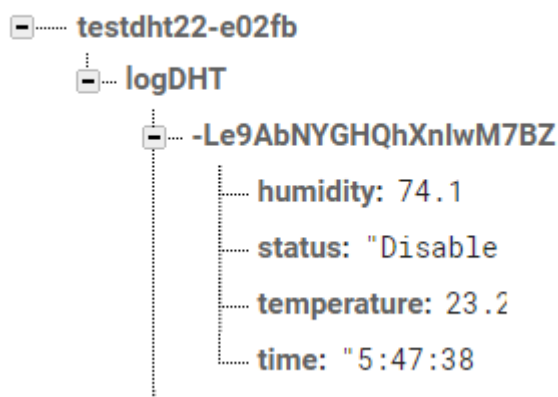 testdht22-e02fb
logDHT
-Le9AbNYGHQhXnlwM7BZ
humidity: 74.1
status: "Disable
temperature: 23.2
time: "5:47:38